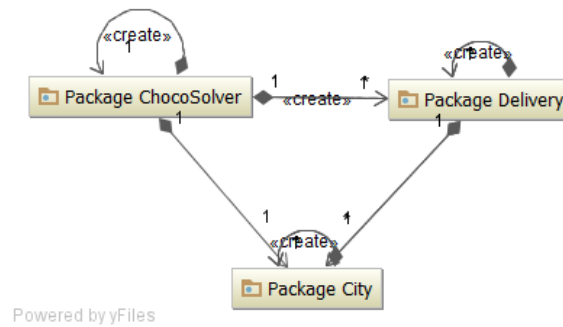 «create»
1
«create»
1
Package ChocoSolver
1
1
*
«create»
Package Delivery
1
1
1
*
«create»
Package City
Powered by yFiles